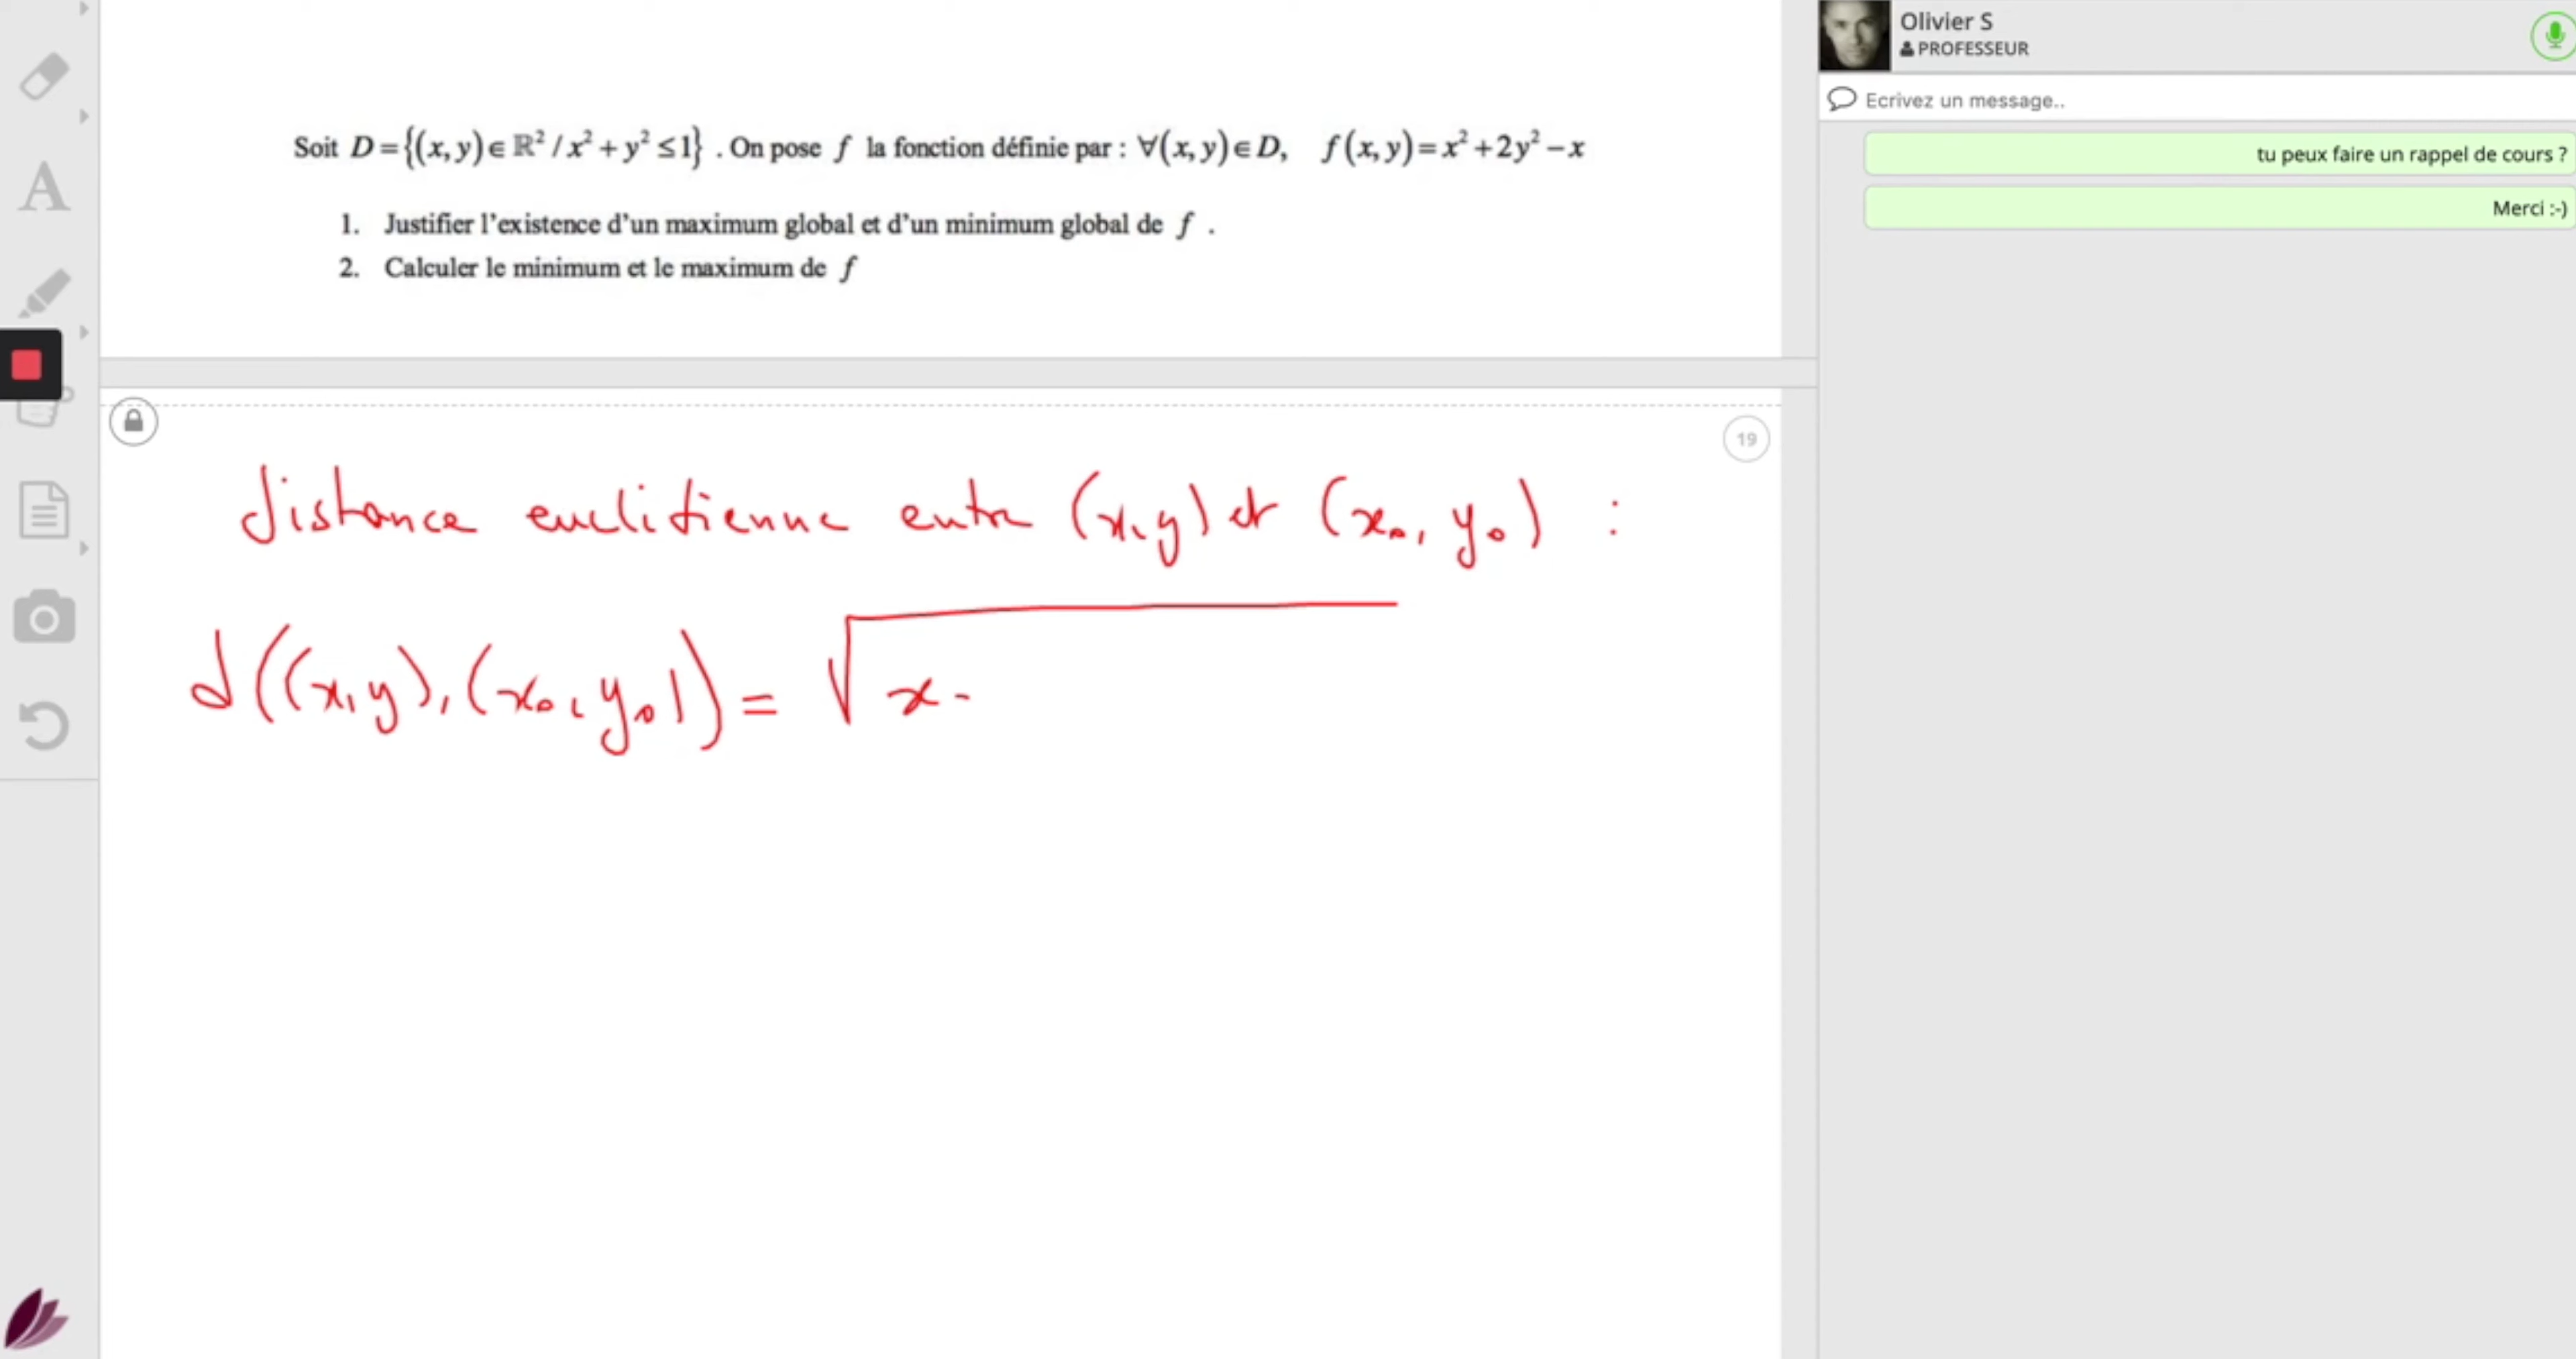 Olivier S
PROFESSEUR
Ecrivez un message..
tu peux faire un rappel de cours ?
Merci :-)
A
Soit D={(x,y)∈ℝ²/x²+y²≤1} . On pose f la fonction définie par : ∀(x,y)∈D, f(x,y)=x²+2y²−x
1. Justifier l'existence d'un maximum global et d'un minimum global de f .
2. Calculer le minimum et le maximum de f
19
distance euclidienne entre (x,y) et (x₀, y₀) :
d((x,y),(x₀,y₀)) = √x-